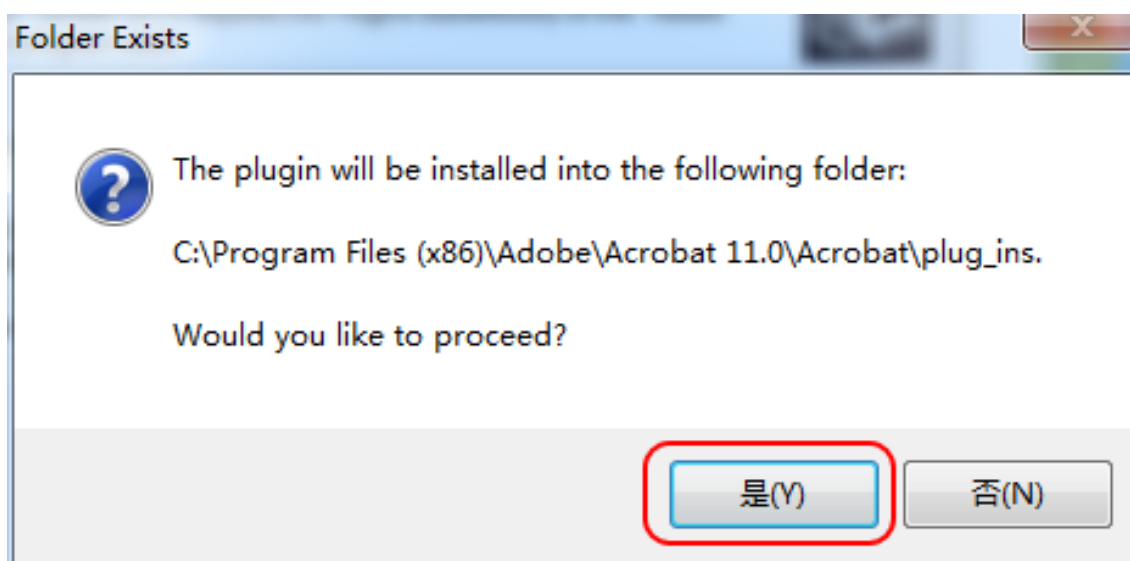 Folder Exists
The plugin will be installed into the following folder:
C:\Program Files (x86)\Adobe\Acrobat 11.0\Acrobat\plug_ins.
Would you like to proceed?
是(Y)
否(N)